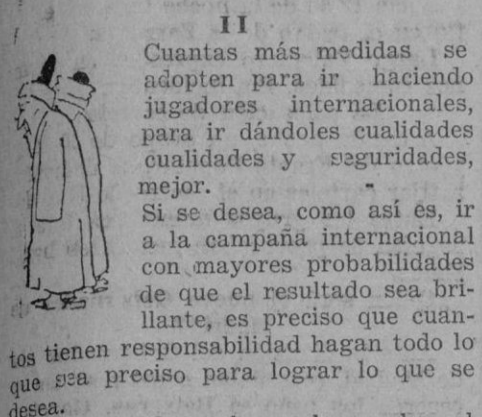 II
Cuantas más medidas se
adopten para ir haciendo
jugadores internacionales,
para ir dándoles cualidades
cualidades y seguridades,
mejor.
Si se desea, como así es, ir
a la campaña internacional
con mayores probabilidades
de que el resultado sea bri-
llante, es preciso que cuan-
tos tienen responsabilidad hagan todo lo
que sea preciso para lograr lo que se
desea.